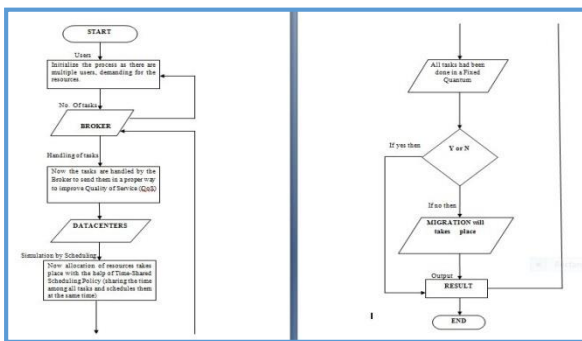 START
Users
Initialize the process as there are
multiple users, demanding for the
resources.
No. Of tasks
BROKER
Handling of tasks
Now the tasks are handled by the
Broker to send them in a proper way
to improve Quality of Service (QoS)
DATACENTERS
Simulation by Scheduling
Now allocation of resources takes
place with the help of Time-Shared
Scheduling Policy (sharing the time
among all tasks and schedules them
at the same time)
All tasks had been
done in a Fixed
Quantum
If yes then
Y or N
If no then
MIGRATION will
takes place
Output
RESULT
END